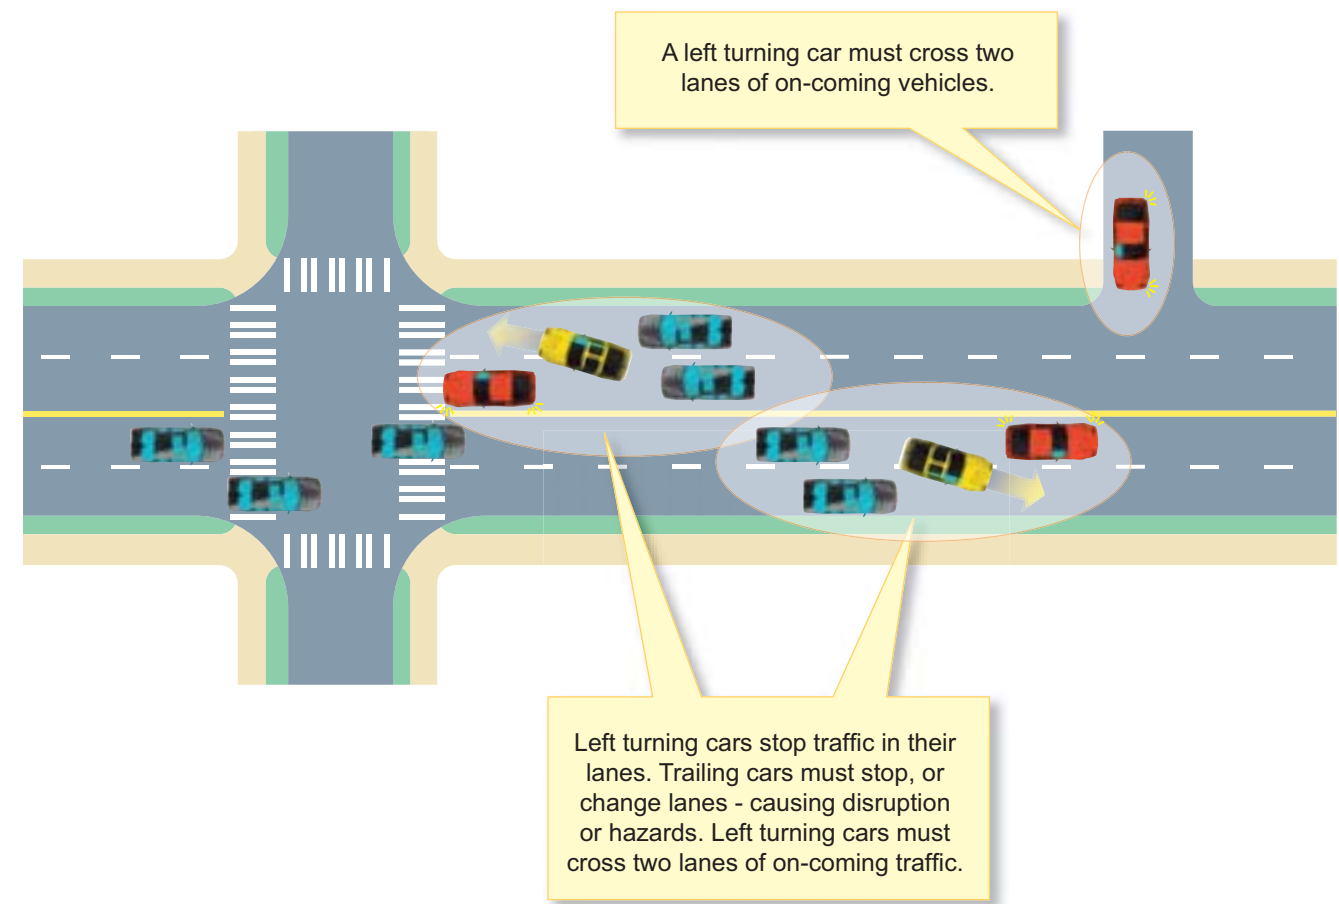 A left turning car must cross two
lanes of on-coming vehicles.
Left turning cars stop traffic in their
lanes. Trailing cars must stop, or
change lanes - causing disruption
or hazards. Left turning cars must
cross two lanes of on-coming traffic.